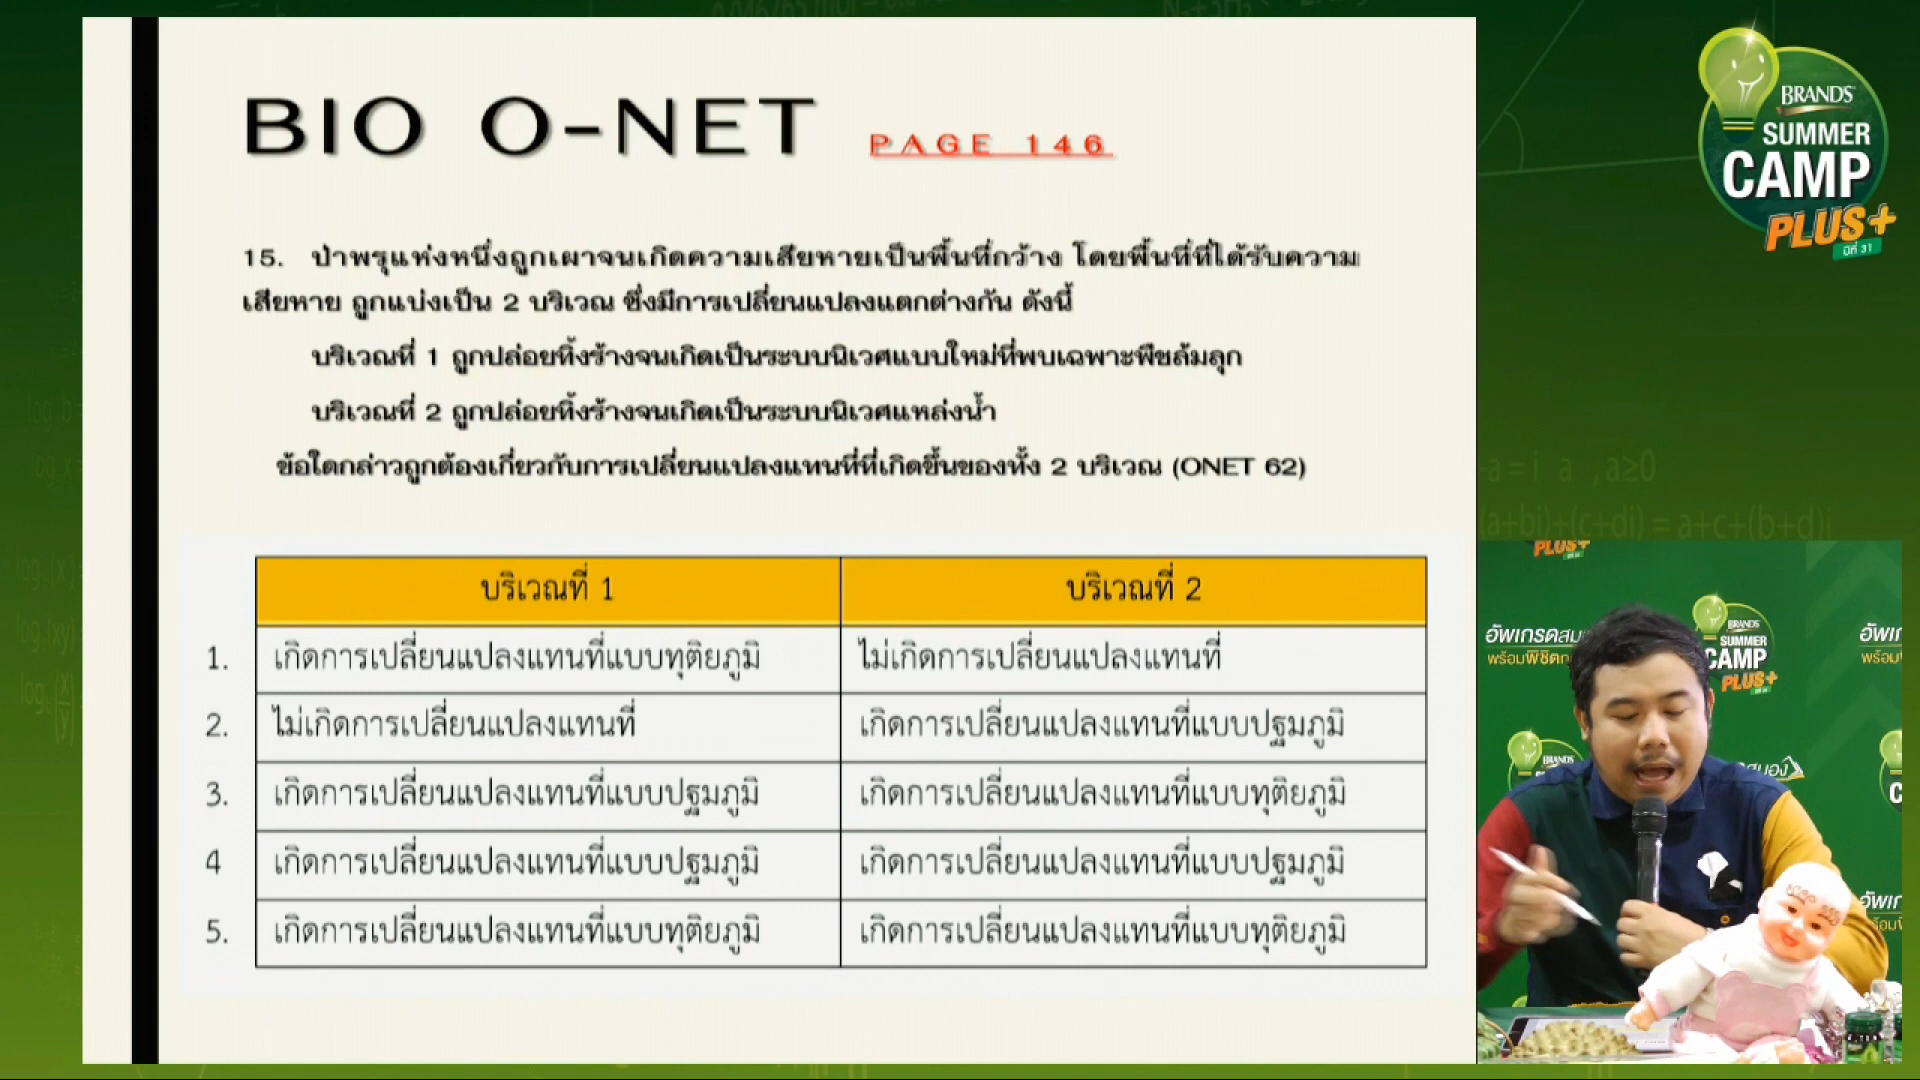 BIO O-NET PAGE 146
15. ป่าพรุแห่งหนึ่งถูกเผาจนเกิดความเสียหายเป็นพื้นที่กว้าง โดยพื้นที่ที่ได้รับความ
เสียหาย ถูกแบ่งเป็น 2 บริเวณ ซึ่งมีการเปลี่ยนแปลงแตกต่างกัน ดังนี้
บริเวณที่ 1 ถูกปล่อยทิ้งร้างจนเกิดเป็นระบบนิเวศแบบใหม่ที่พบเฉพาะพืชล้มลุก
บริเวณที่ 2 ถูกปล่อยทิ้งร้างจนเกิดเป็นระบบนิเวศแหล่งน้ำ
ข้อใดกล่าวถูกต้องเกี่ยวกับการเปลี่ยนแปลงแทนที่ที่เกิดขึ้นของทั้ง 2 บริเวณ (ONET 62)
บริเวณที่ 1 บริเวณที่ 2
1. เกิดการเปลี่ยนแปลงแทนที่แบบทุติยภูมิ ไม่เกิดการเปลี่ยนแปลงแทนที่
2. ไม่เกิดการเปลี่ยนแปลงแทนที่ เกิดการเปลี่ยนแปลงแทนที่แบบปฐมภูมิ
3. เกิดการเปลี่ยนแปลงแทนที่แบบปฐมภูมิ เกิดการเปลี่ยนแปลงแทนที่แบบทุติยภูมิ
4 เกิดการเปลี่ยนแปลงแทนที่แบบปฐมภูมิ เกิดการเปลี่ยนแปลงแทนที่แบบปฐมภูมิ
5. เกิดการเปลี่ยนแปลงแทนที่แบบทุติยภูมิ เกิดการเปลี่ยนแปลงแทนที่แบบทุติยภูมิ
BRAND'S
SUMMER
CAMP
PLUS+
ปีที่ 31
a = i a , a≥0
(a+bi)+(c+di) = a+c+(b+d)i
PLUS+
BRANDS
SUMMER
CAMP
PLUS+
BRANDS